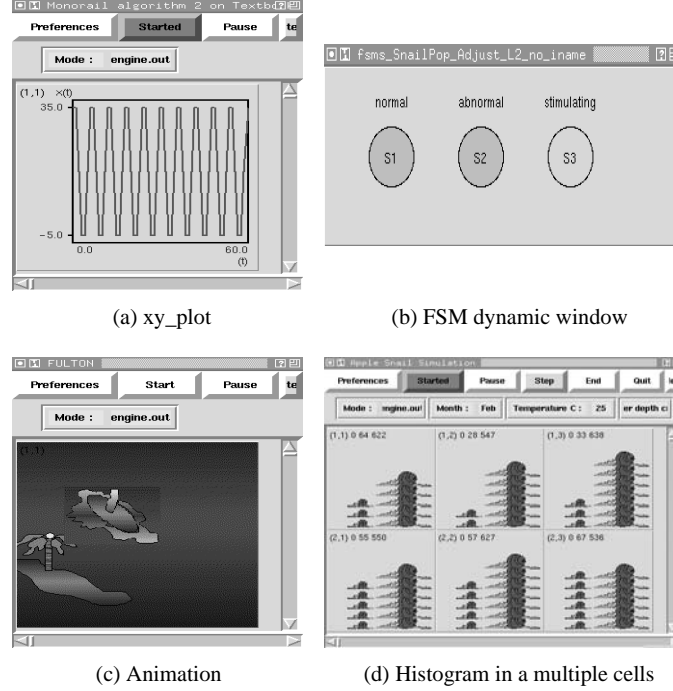 Monorail algorithm 2 on Textbo
Preferences Started Pause te
Mode : engine.out
(1,1) x(t)
35.0
-5.0
0.0 60.0
(t)
(a) xy_plot
fsms_SnailPop_Adjust_L2_no_iname
normal abnormal stimulating
S1 S2 S3
(b) FSM dynamic window
FULTON
Preferences Start Pause te
Mode : engine.out
(1,1)
(c) Animation
Apple Snail Simulation
Preferences Started Pause Step End Quit
Mode : engine.out Month : Feb Temperature C : 25 er depth c
(1,1) 0 64 622 (1,2) 0 28 547 (1,3) 0 33 638
(2,1) 0 55 550 (2,2) 0 57 627 (2,3) 0 67 536
(d) Histogram in a multiple cells